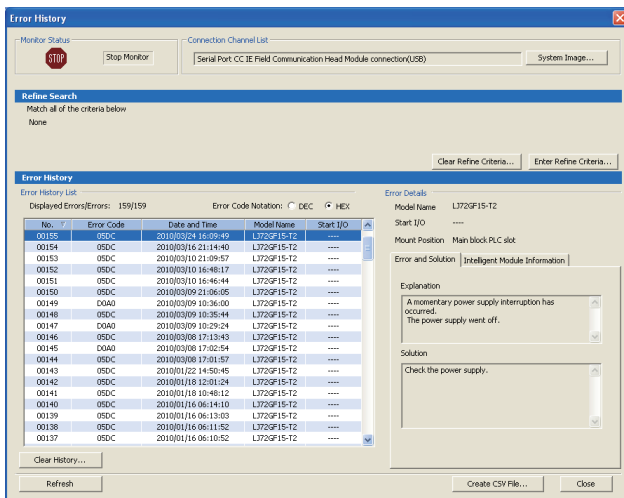 Error History
Monitor Status
STOP
Stop Monitor
Connection Channel List
Serial Port CC IE Field Communication Head Module connection(USB)
System Image...
Refine Search
Match all of the criteria below
None
Clear Refine Criteria...
Enter Refine Criteria...
Error History
Error History List
Displayed Errors/Errors: 159/159
Error Code Notation: DEC HEX
No. Error Code Date and Time Model Name Start I/O
00155 05DC 2010/03/24 16:09:49 LJ72GF15-T2 ----
00154 05DC 2010/03/16 21:14:40 LJ72GF15-T2 ----
00153 05DC 2010/03/10 21:09:57 LJ72GF15-T2 ----
00152 05DC 2010/03/10 16:48:17 LJ72GF15-T2 ----
00151 05DC 2010/03/10 16:46:44 LJ72GF15-T2 ----
00150 05DC 2010/03/09 21:06:05 LJ72GF15-T2 ----
00149 D0A0 2010/03/09 10:36:00 LJ72GF15-T2 ----
00148 05DC 2010/03/09 10:35:44 LJ72GF15-T2 ----
00147 D0A0 2010/03/09 10:29:24 LJ72GF15-T2 ----
00146 05DC 2010/03/08 17:13:43 LJ72GF15-T2 ----
00145 D0A0 2010/03/08 17:02:54 LJ72GF15-T2 ----
00144 05DC 2010/03/08 17:01:57 LJ72GF15-T2 ----
00143 05DC 2010/01/22 14:50:45 LJ72GF15-T2 ----
00142 05DC 2010/01/18 12:01:24 LJ72GF15-T2 ----
00141 05DC 2010/01/18 10:48:12 LJ72GF15-T2 ----
00140 05DC 2010/01/16 06:14:10 LJ72GF15-T2 ----
00139 05DC 2010/01/16 06:13:03 LJ72GF15-T2 ----
00138 05DC 2010/01/16 06:11:52 LJ72GF15-T2 ----
00137 05DC 2010/01/16 06:10:52 LJ72GF15-T2 ----
Error Details
Model Name LJ72GF15-T2
Start I/O ----
Mount Position Main block PLC slot
Error and Solution Intelligent Module Information
Explanation
A momentary power supply interruption has
occurred.
The power supply went off.
Solution
Check the power supply.
Clear History...
Refresh
Create CSV File...
Close